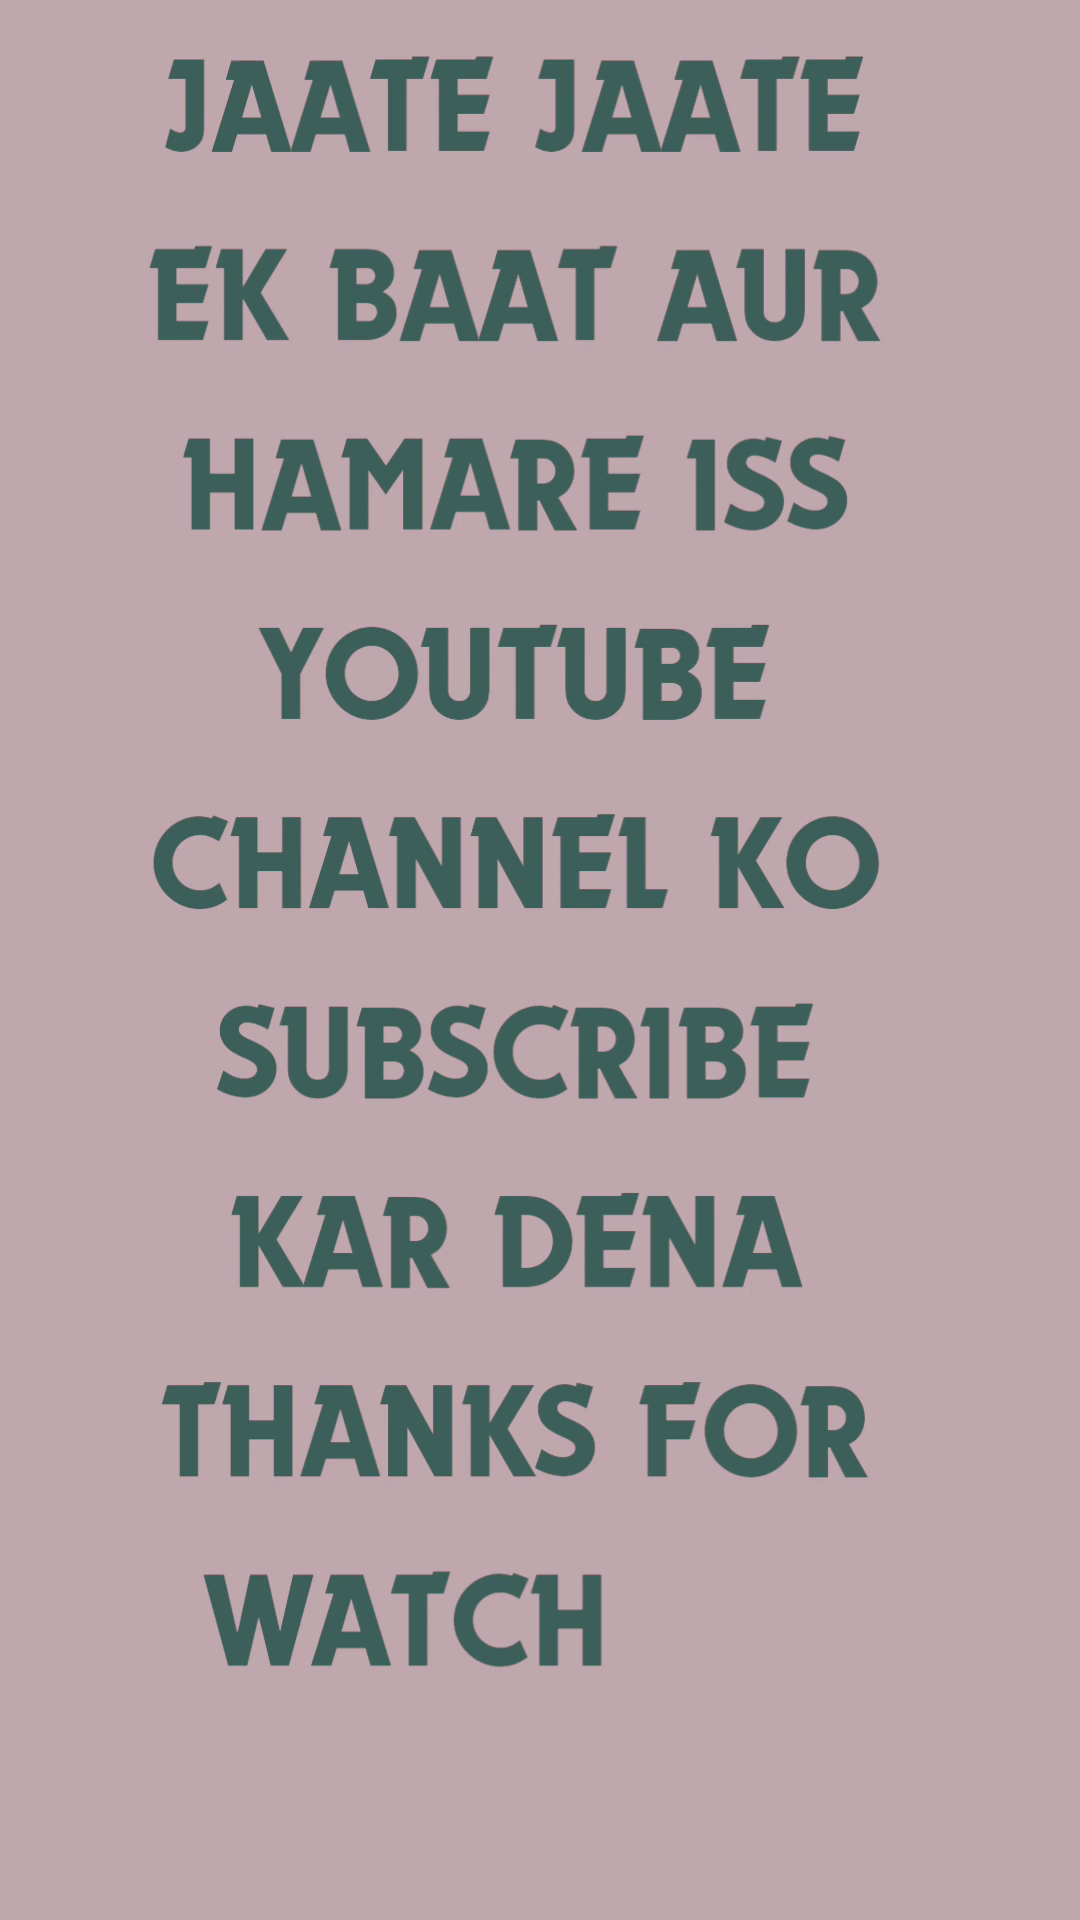 JAATE JAATE
EK BAAT AUR
HAMARE ISS
YOUTUBE
CHANNEL KO
SUBSCRIBE
KAR DENA
THANKS FOR
WATCH